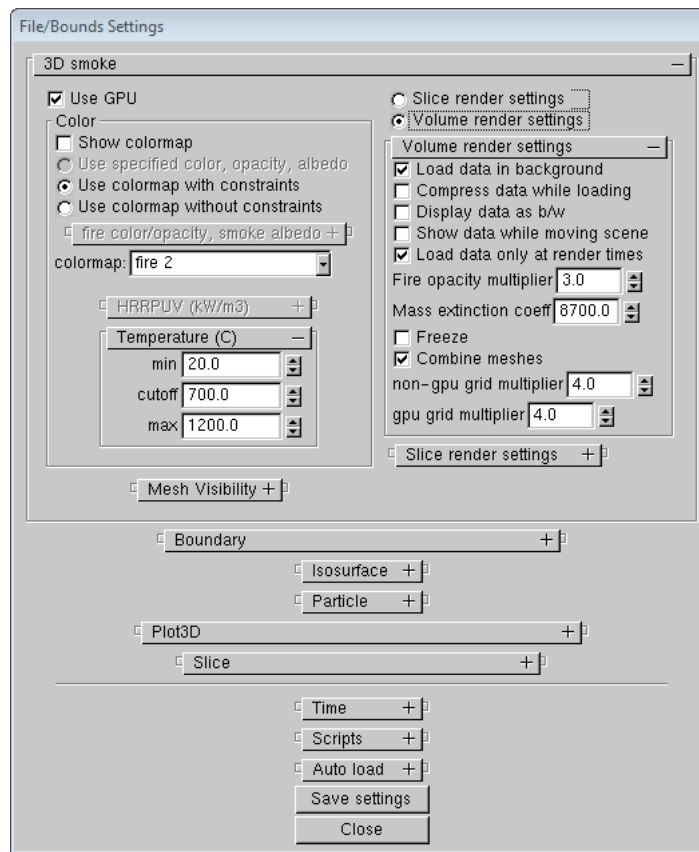 File/Bounds Settings
3D smoke
Use GPU
Color
Show colormap
Use specified color, opacity, albedo
Use colormap with constraints
Use colormap without constraints
fire color/opacity, smoke albedo +
colormap: fire 2
HRRPUV (kW/m3) +
Temperature (C) –
min 20.0
cutoff 700.0
max 1200.0
Mesh Visibility +
Slice render settings
Volume render settings
Volume render settings –
Load data in background
Compress data while loading
Display data as b/w
Show data while moving scene
Load data only at render times
Fire opacity multiplier 3.0
Mass extinction coeff 8700.0
Freeze
Combine meshes
non-gpu grid multiplier 4.0
gpu grid multiplier 4.0
Slice render settings +
Boundary +
Isosurface +
Particle +
Plot3D +
Slice +
Time +
Scripts +
Auto load +
Save settings
Close